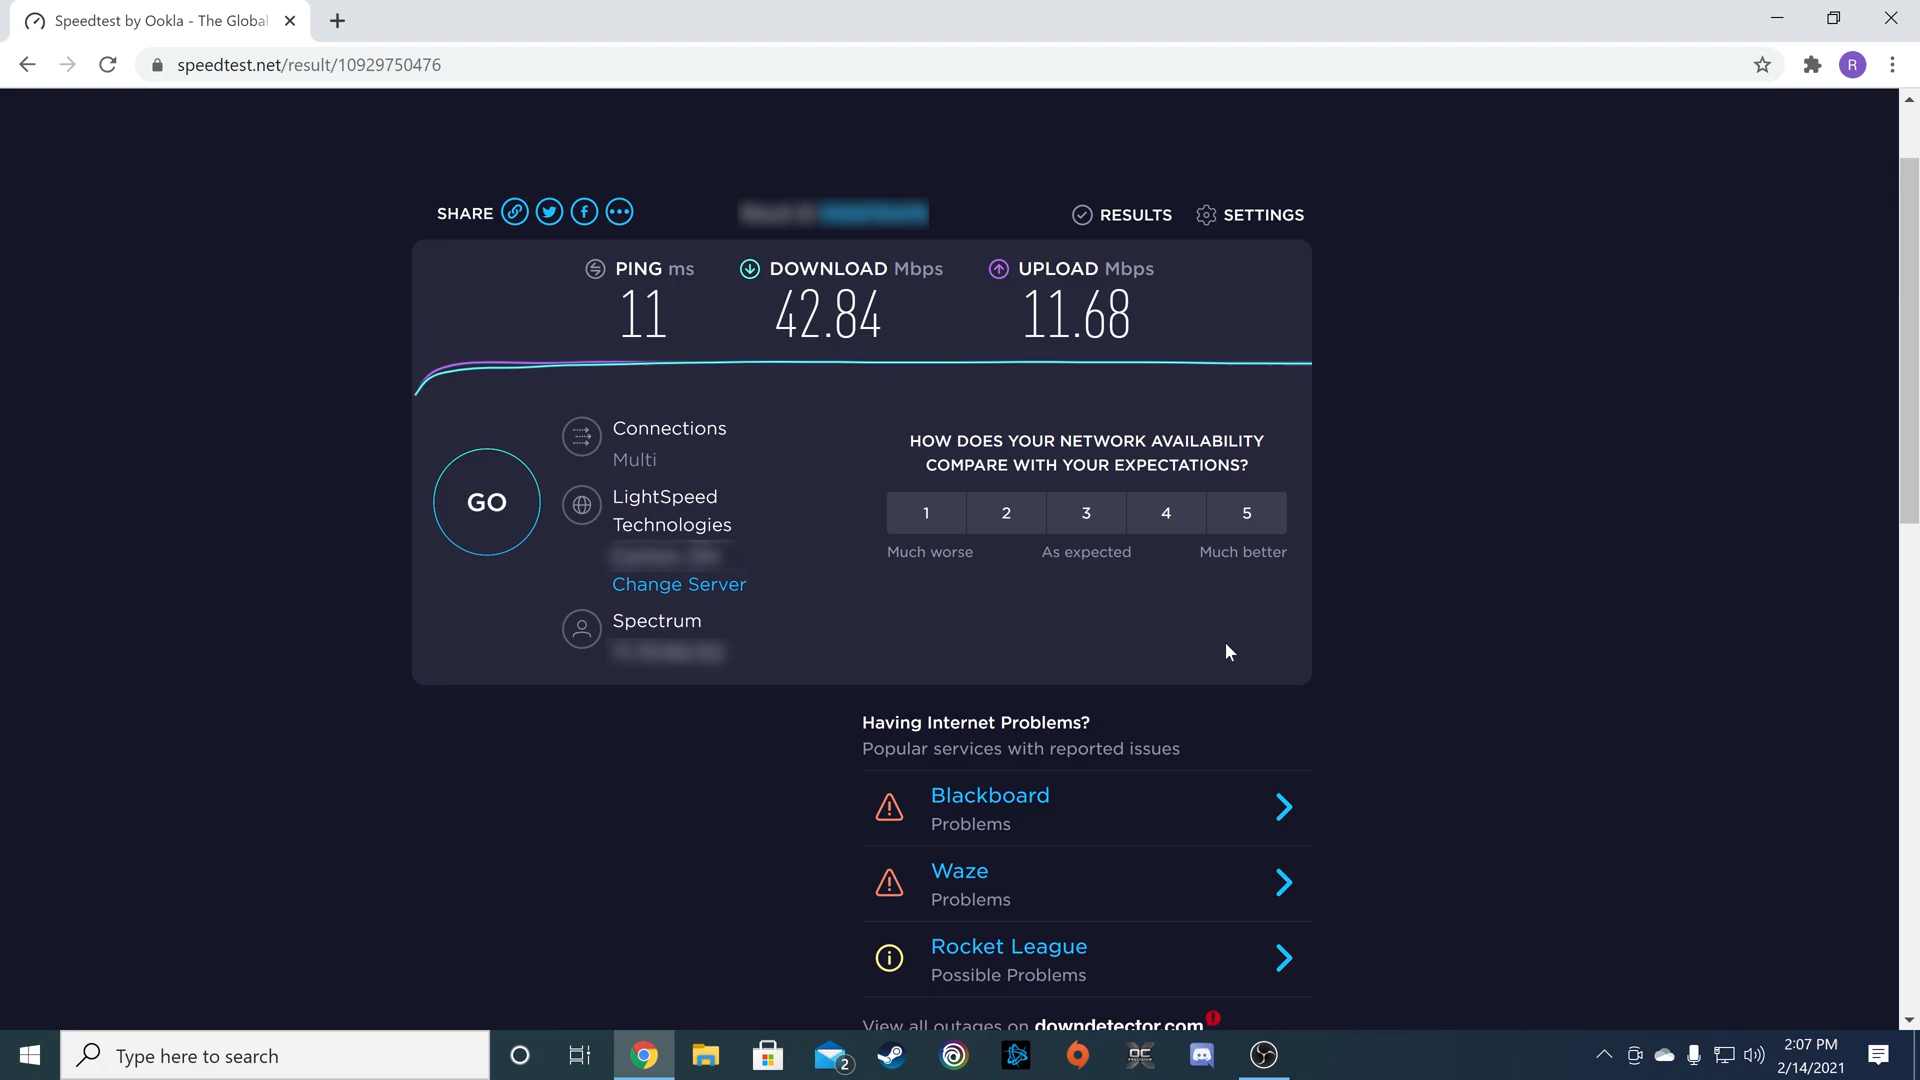 Speedtest by Ookla - The Global
speedtest.net/result/10929750476
R
SHARE
RESULTS
SETTINGS
PING ms
DOWNLOAD Mbps
UPLOAD Mbps
11
42.84
11.68
Connections
Multi
GO
LightSpeed
Technologies
Change Server
Spectrum
HOW DOES YOUR NETWORK AVAILABILITY
COMPARE WITH YOUR EXPECTATIONS?
1 2 3 4 5
Much worse As expected Much better
Having Internet Problems?
Popular services with reported issues
Blackboard
Problems
Waze
Problems
Rocket League
Possible Problems
View all outages on downdetector.com
Type here to search
2
OC
2:07 PM
2/14/2021